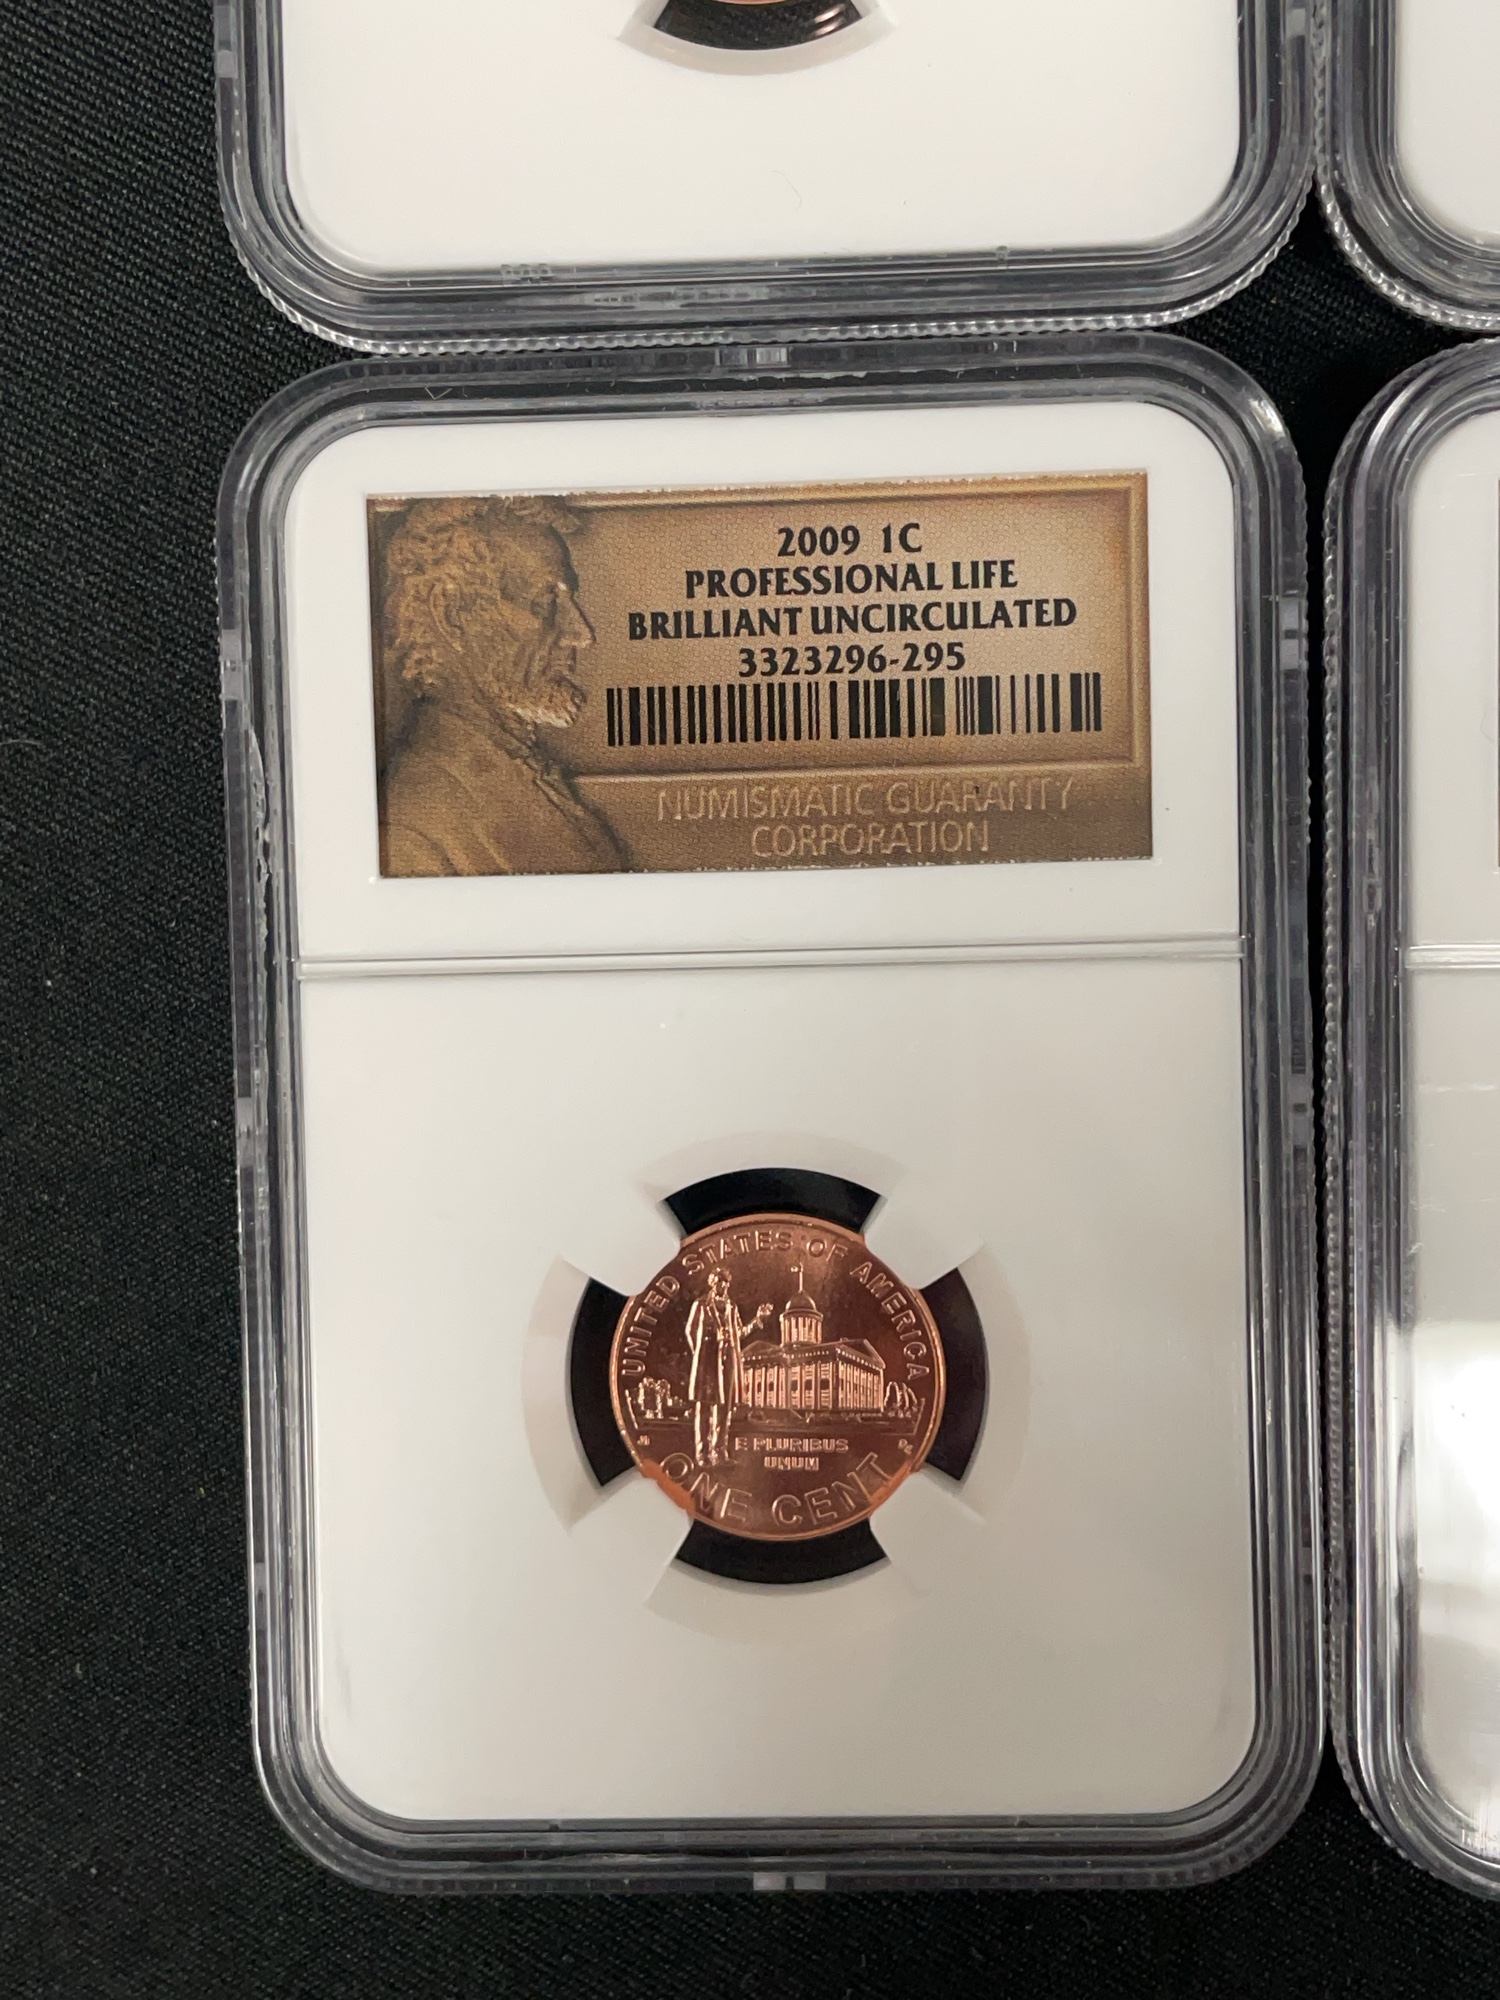 2009 1C
PROFESSIONAL LIFE
BRILLIANT UNCIRCULATED
3323296-295
NUMISMATIC GUARANTY
CORPORATION
UNITED STATES OF AMERICA
E PLURIBUS
UNUM
ONE CENT